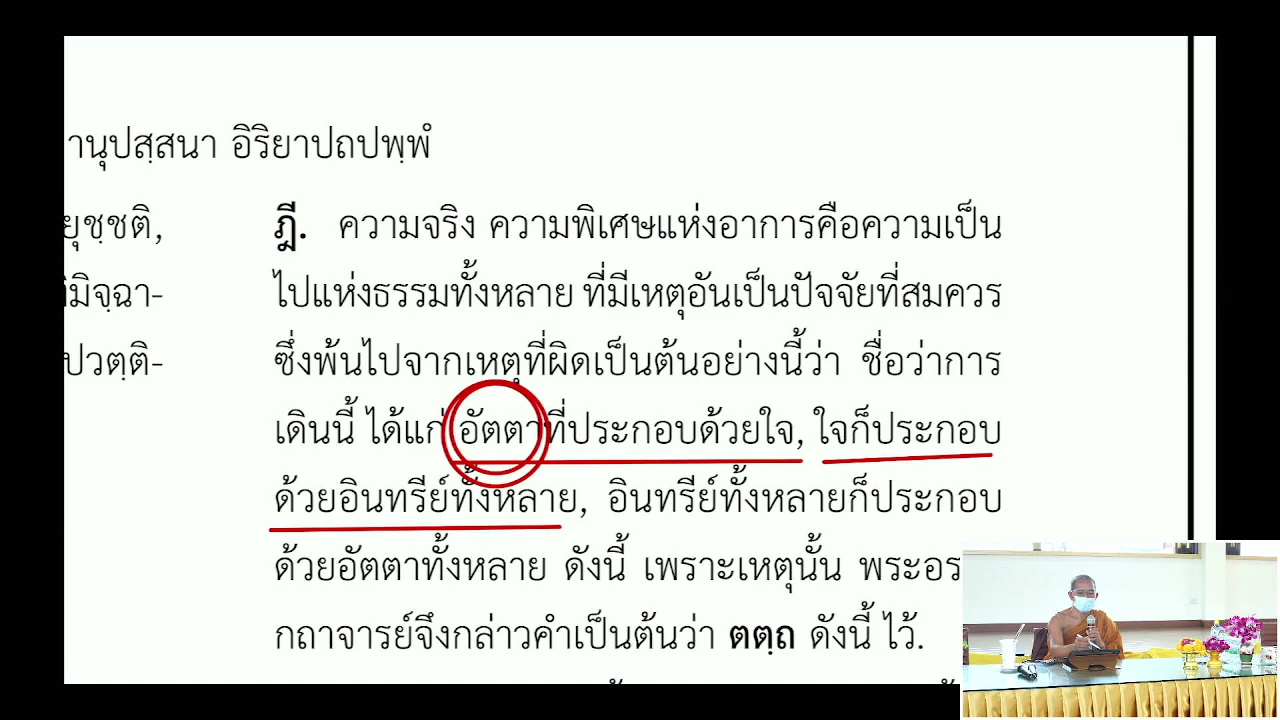 านุปสฺสนา อิริยาปถปพฺพํ
ยุชฺชติ,
มิจฺฉา-
ปวตฺติ-
ฎี. ความจริง ความพิเศษแห่งอาการคือความเป็น
ไปแห่งธรรมทั้งหลาย ที่มีเหตุอันเป็นปัจจัยที่สมควร
ซึ่งพ้นไปจากเหตุที่ผิดเป็นต้นอย่างนี้ว่า ชื่อว่าการ
เดินนี้ ได้แก่ อัตตาที่ประกอบด้วยใจ, ใจก็ประกอบ
ด้วยอินทรีย์ทั้งหลาย, อินทรีย์ทั้งหลายก็ประกอบ
ด้วยอัตตาทั้งหลาย ดังนี้ เพราะเหตุนั้น พระอร
กถาจารย์จึงกล่าวคำเป็นต้นว่า ตตฺถ ดังนี้ ไว้.